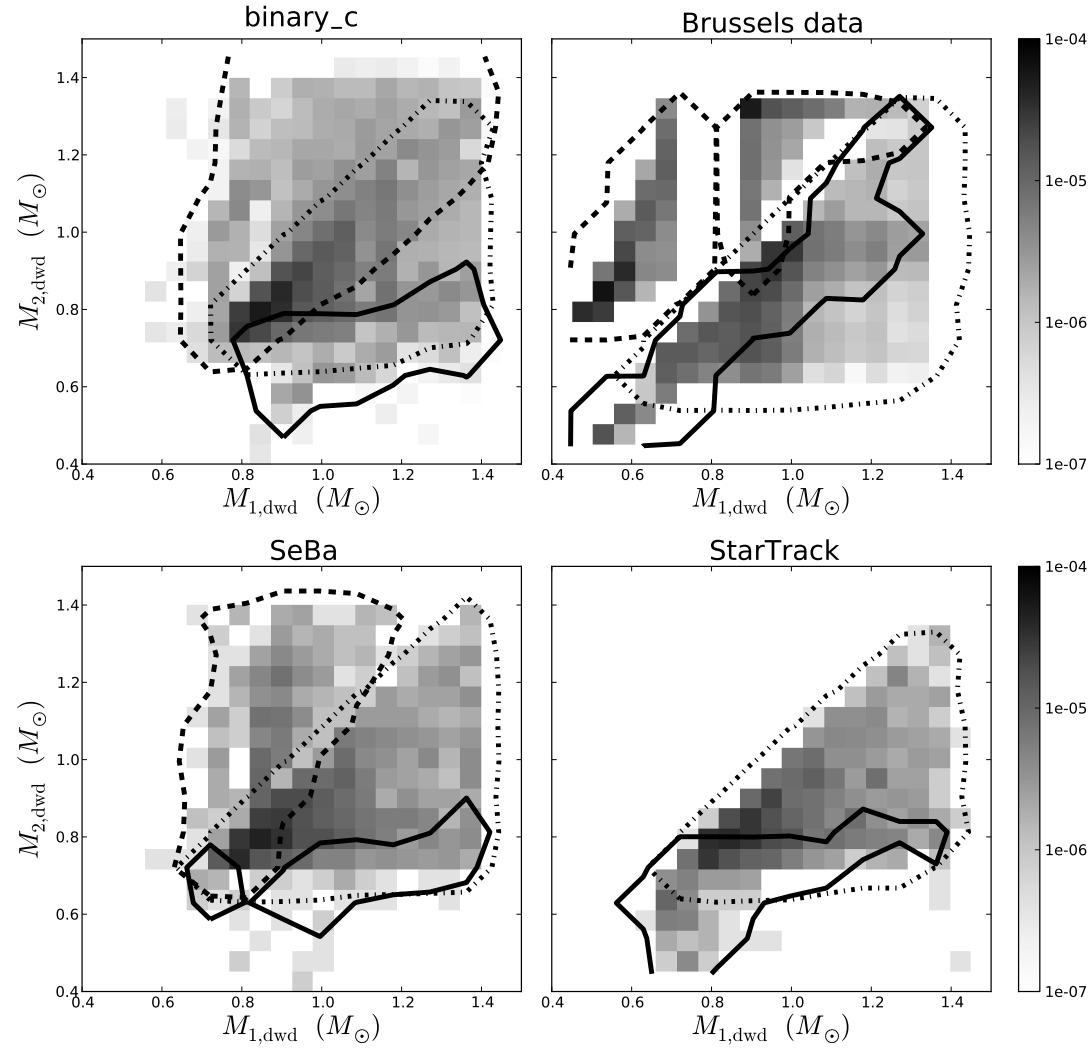 binary_c
Brussels data
1.4
1.2
1.0
0.8
0.6
0.4
M2,dwd (M⊙)
0.4 0.6 0.8 1.0 1.2 1.4
M1,dwd (M⊙)
0.4 0.6 0.8 1.0 1.2 1.4
M1,dwd (M⊙)
1e-04
1e-05
1e-06
1e-07
SeBa
StarTrack
1.4
1.2
1.0
0.8
0.6
0.4
M2,dwd (M⊙)
0.4 0.6 0.8 1.0 1.2 1.4
M1,dwd (M⊙)
0.4 0.6 0.8 1.0 1.2 1.4
M1,dwd (M⊙)
1e-04
1e-05
1e-06
1e-07